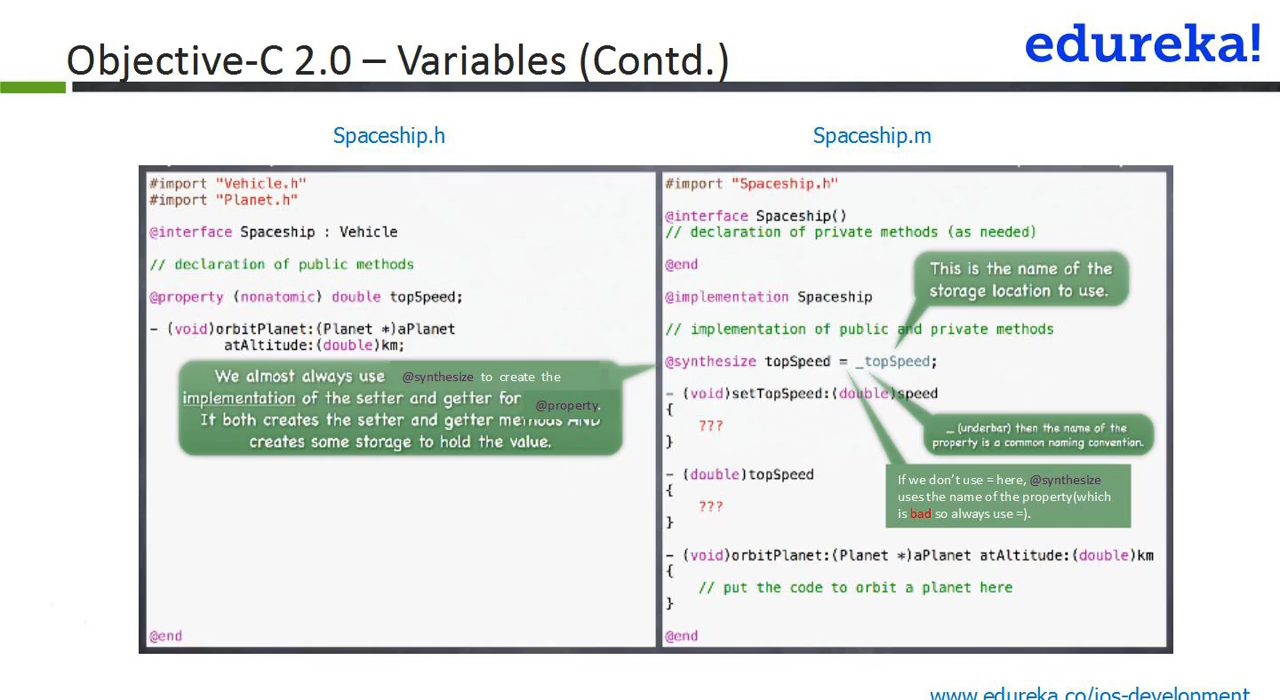 Objective-C 2.0 – Variables (Contd.)
edureka!
Spaceship.h
#import "Vehicle.h"
#import "Planet.h"
@interface Spaceship : Vehicle
// declaration of public methods
@property (nonatomic) double topSpeed;
- (void)orbitPlanet:(Planet *)aPlanet
atAltitude:(double)km;
We almost always use @synthesize to create the
implementation of the setter and getter for @property.
It both creates the setter and getter methods AND
creates some storage to hold the value.
@end
Spaceship.m
#import "Spaceship.h"
@interface Spaceship()
// declaration of private methods (as needed)
@end
This is the name of the
storage location to use.
@implementation Spaceship
// implementation of public and private methods
@synthesize topSpeed = _topSpeed;
- (void)setTopSpeed:(double)speed
{
???
}
_ (underbar) then the name of the
property is a common naming convention.
- (double)topSpeed
{
???
}
If we don't use = here, @synthesize
uses the name of the property(which
is bad so always use =).
- (void)orbitPlanet:(Planet *)aPlanet atAltitude:(double)km
{
// put the code to orbit a planet here
}
@end
www.edureka.co/ios-development